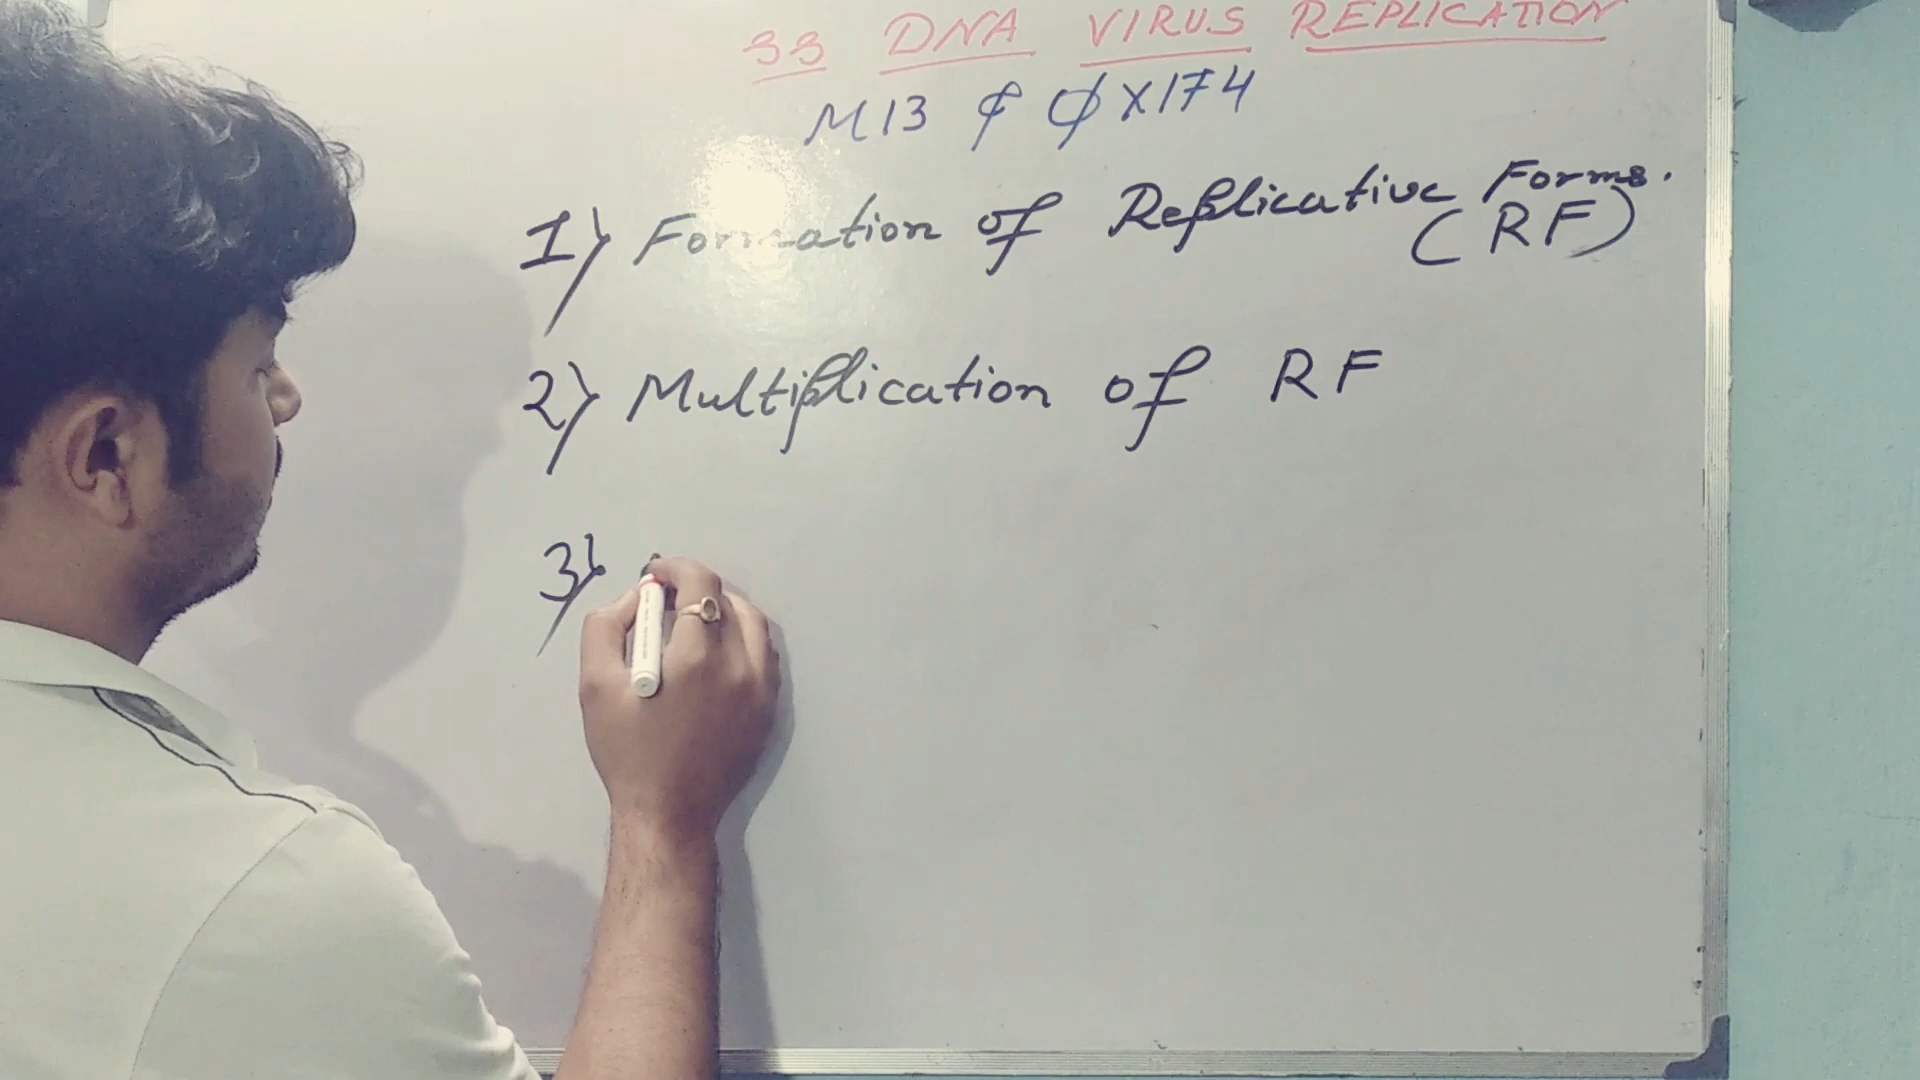 SS DNA VIRUS REPLICATION
M13 & ΦX174
1) Formation of Replicative Forms.
(RF)
2) Multiplication of RF
3)